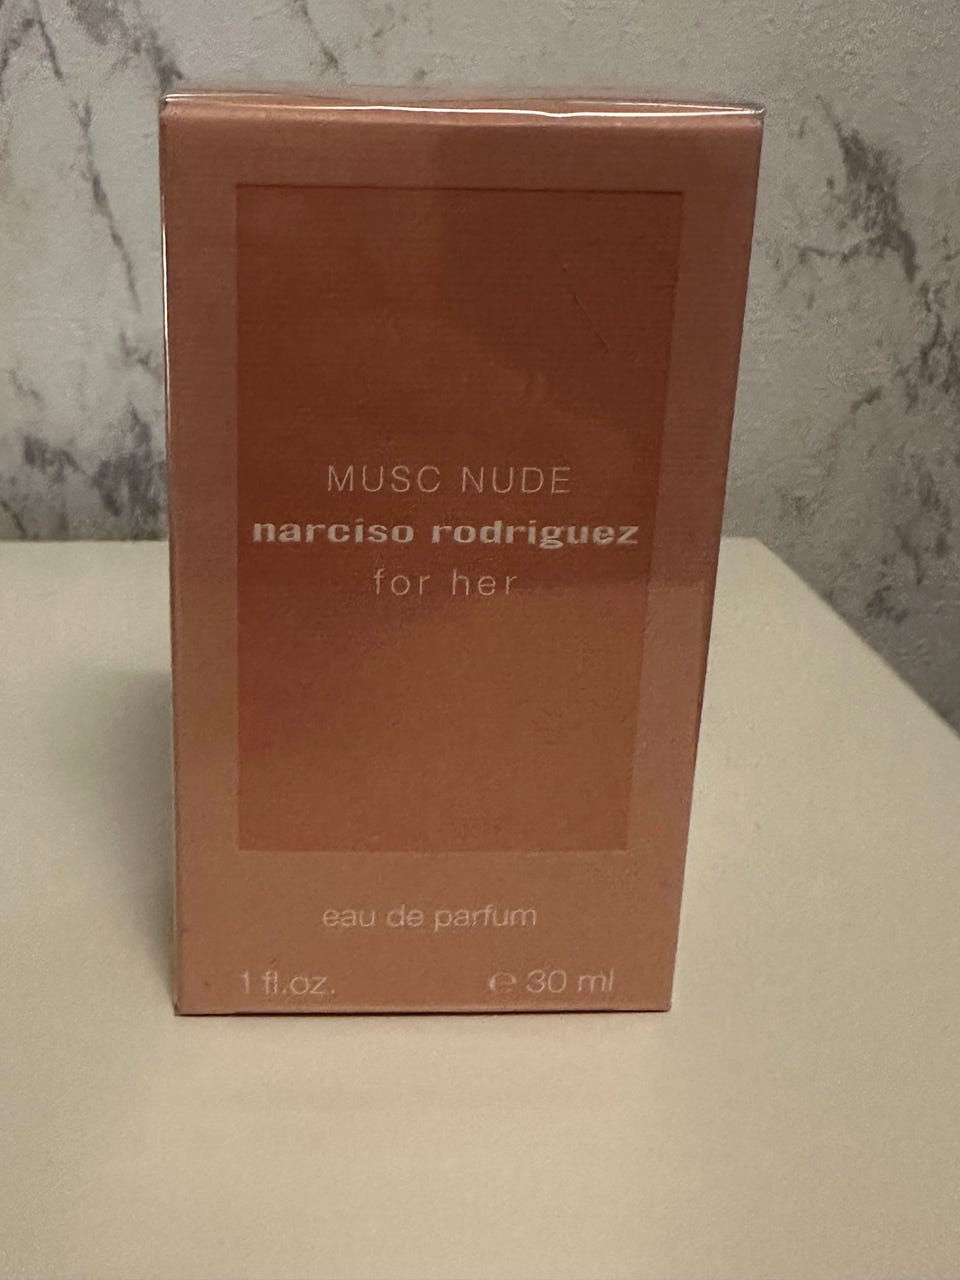 MUSC NUDE
narciso rodriguez
for her
eau de parfum
1 fl.oz. ℮ 30 ml